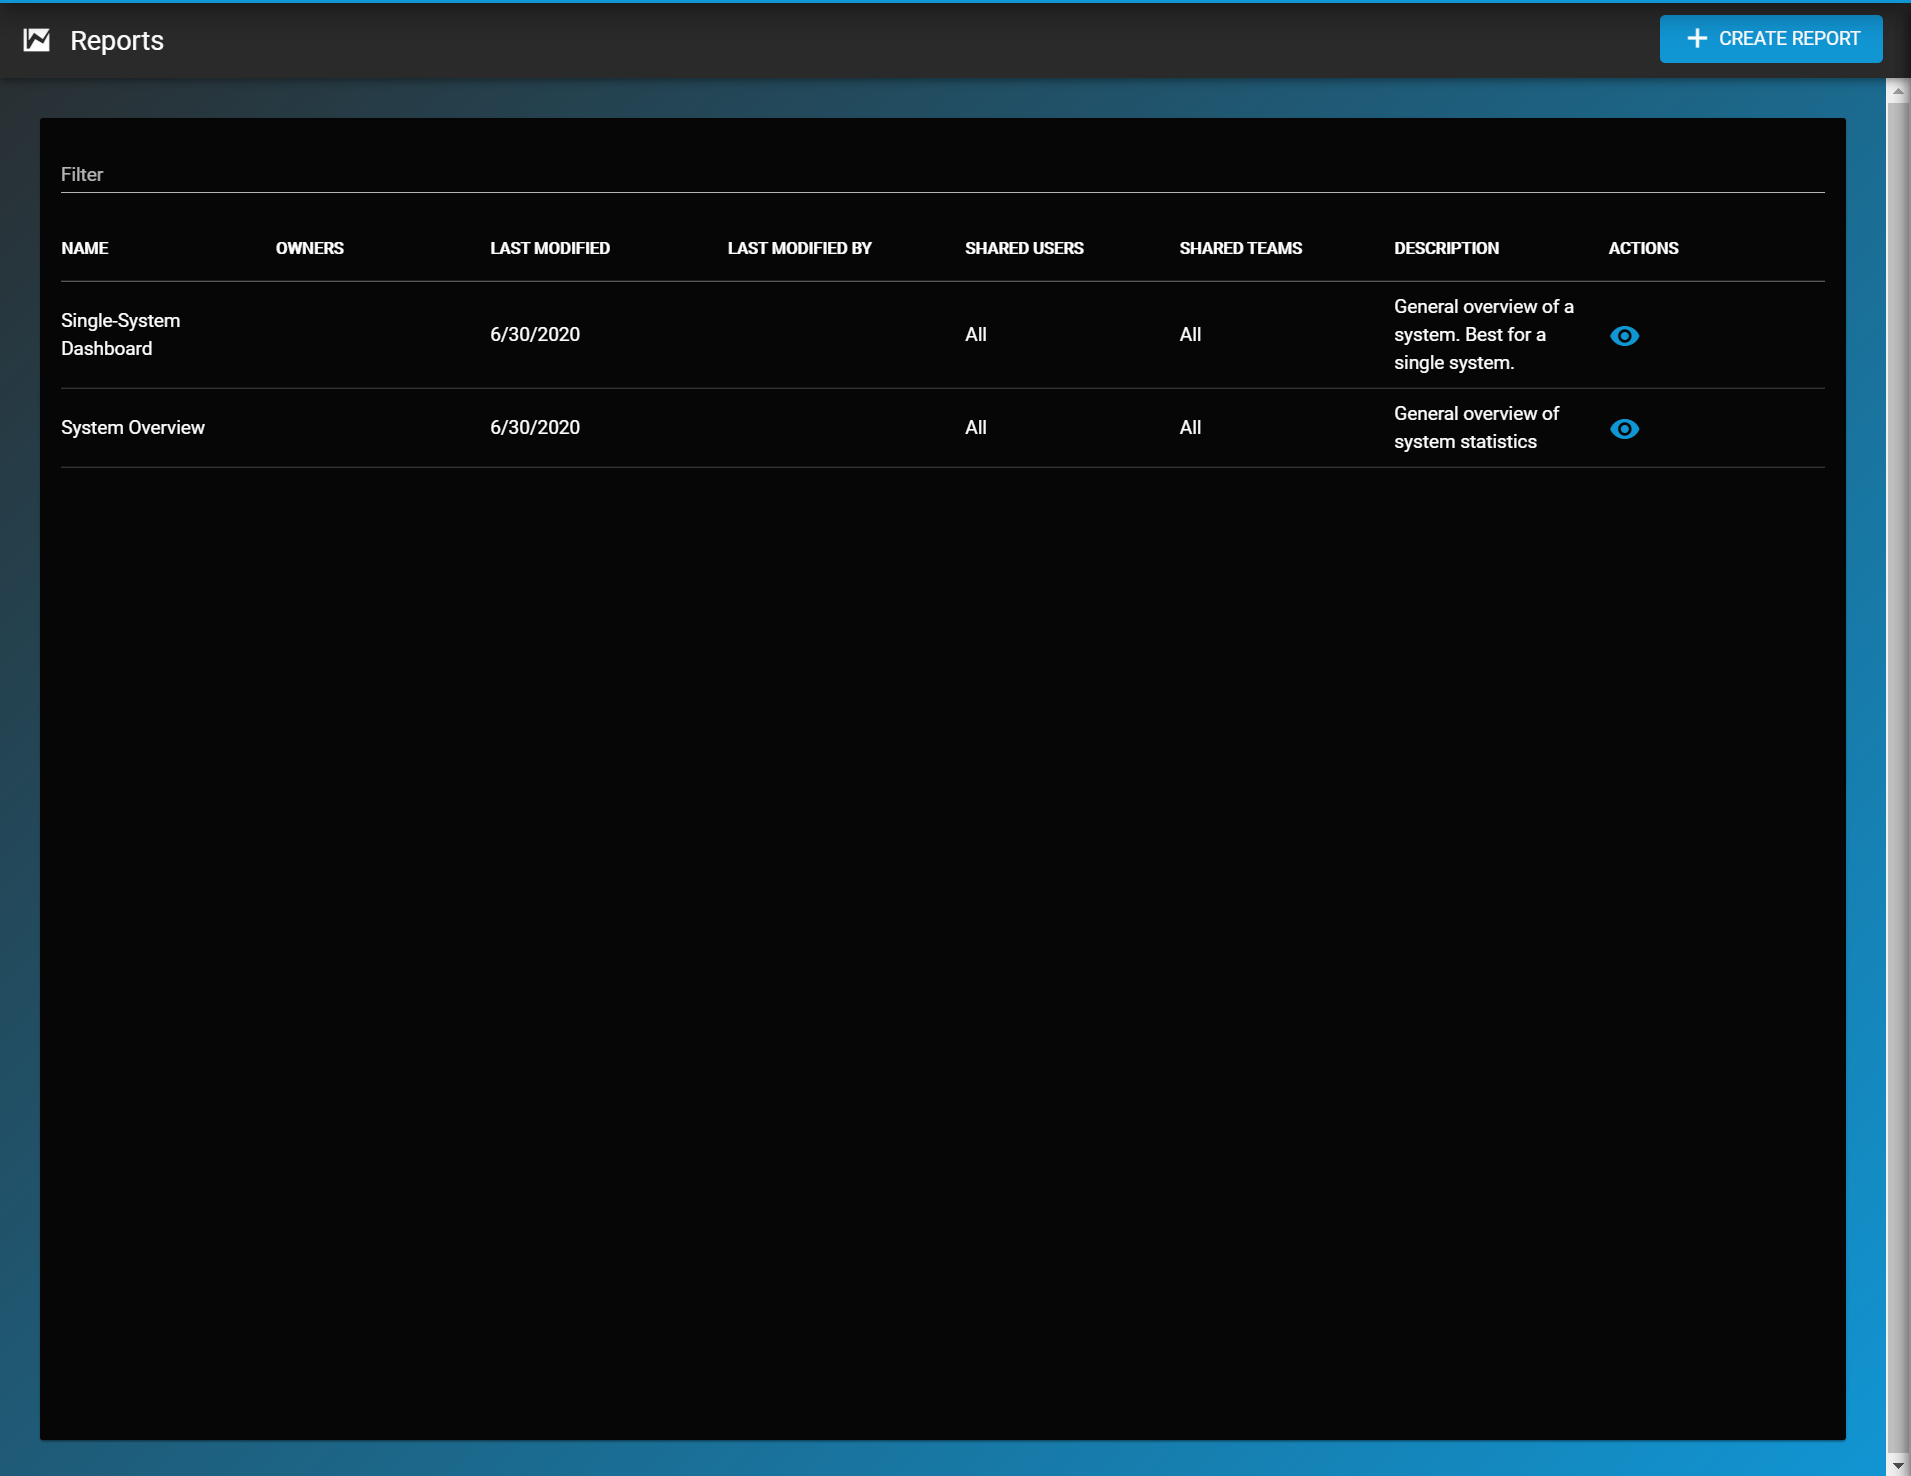 Reports
CREATE REPORT
Filter
NAME OWNERS LAST MODIFIED LAST MODIFIED BY SHARED USERS SHARED TEAMS DESCRIPTION ACTIONS
Single-System
Dashboard
6/30/2020
All
All
General overview of a
system. Best for a
single system.
System Overview
6/30/2020
All
All
General overview of
system statistics